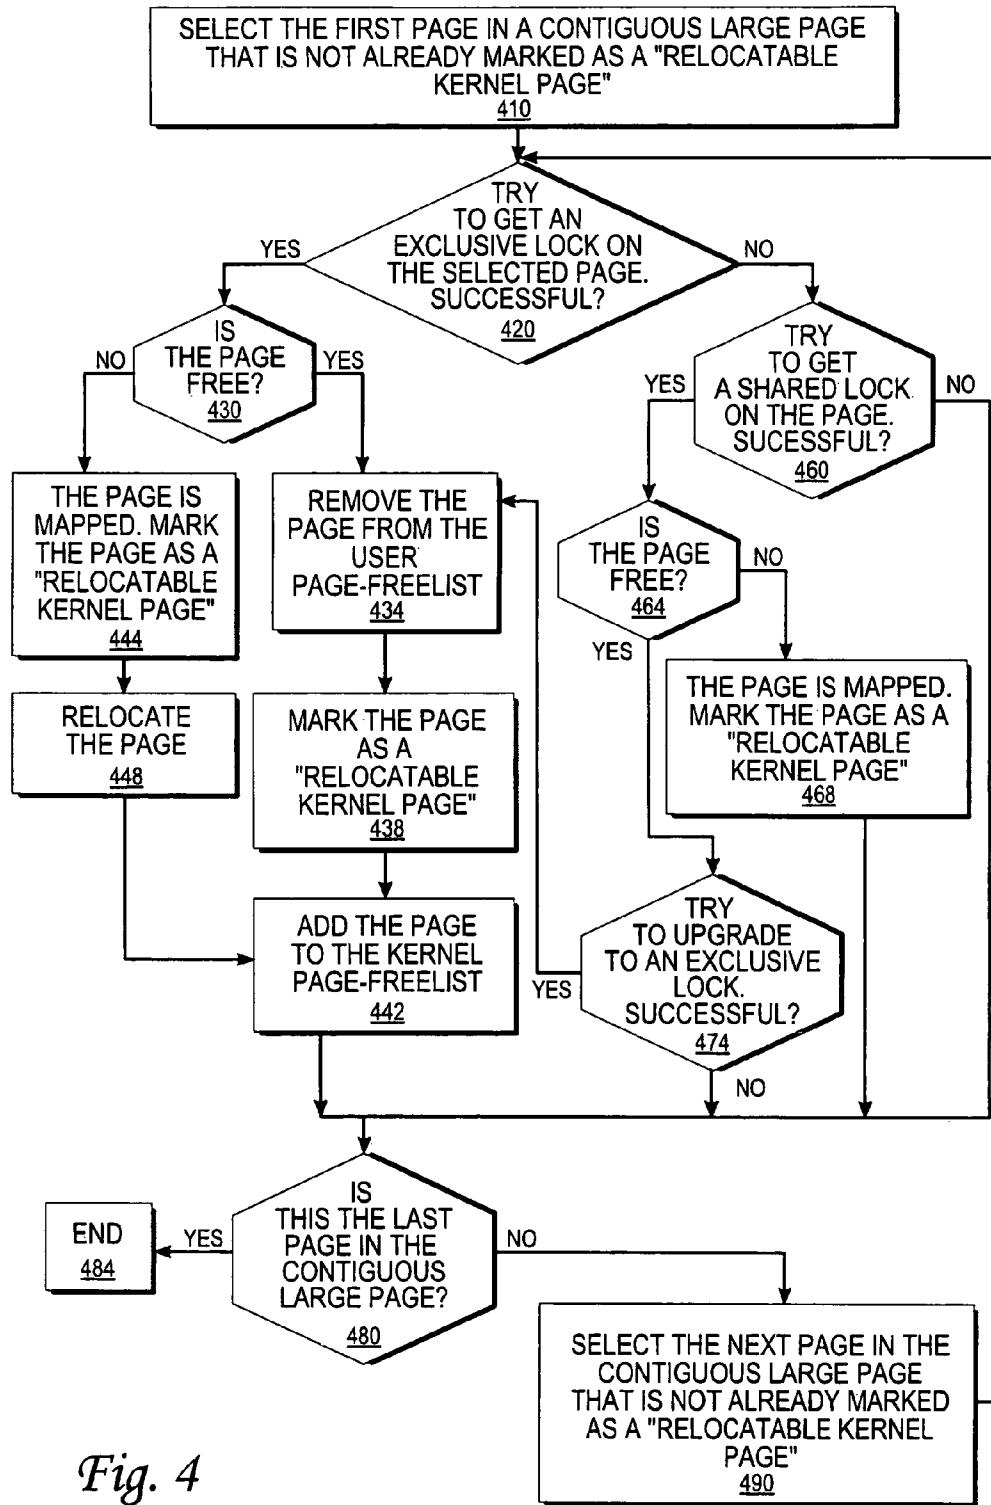 SELECT THE FIRST PAGE IN A CONTIGUOUS LARGE PAGE
THAT IS NOT ALREADY MARKED AS A "RELOCATABLE
KERNEL PAGE"
410
TRY
TO GET AN
EXCLUSIVE LOCK ON
THE SELECTED PAGE.
SUCCESSFUL?
420
YES
NO
IS
THE PAGE
FREE?
430
NO
YES
TRY
TO GET
A SHARED LOCK
ON THE PAGE.
SUCESSFUL?
460
YES
NO
THE PAGE IS
MAPPED. MARK
THE PAGE AS A
"RELOCATABLE
KERNEL PAGE"
444
REMOVE THE
PAGE FROM THE
USER
PAGE-FREELIST
434
IS
THE PAGE
FREE?
464
NO
YES
RELOCATE
THE PAGE
448
MARK THE PAGE
AS A
"RELOCATABLE
KERNEL PAGE"
438
THE PAGE IS MAPPED.
MARK THE PAGE AS A
"RELOCATABLE
KERNEL PAGE"
468
ADD THE PAGE
TO THE KERNEL
PAGE-FREELIST
442
TRY
TO UPGRADE
TO AN EXCLUSIVE
LOCK.
SUCCESSFUL?
474
YES
NO
IS
THIS THE LAST
PAGE IN THE
CONTIGUOUS
LARGE PAGE?
480
YES
NO
END
484
SELECT THE NEXT PAGE IN THE
CONTIGUOUS LARGE PAGE
THAT IS NOT ALREADY MARKED
AS A "RELOCATABLE KERNEL
PAGE"
490
Fig. 4